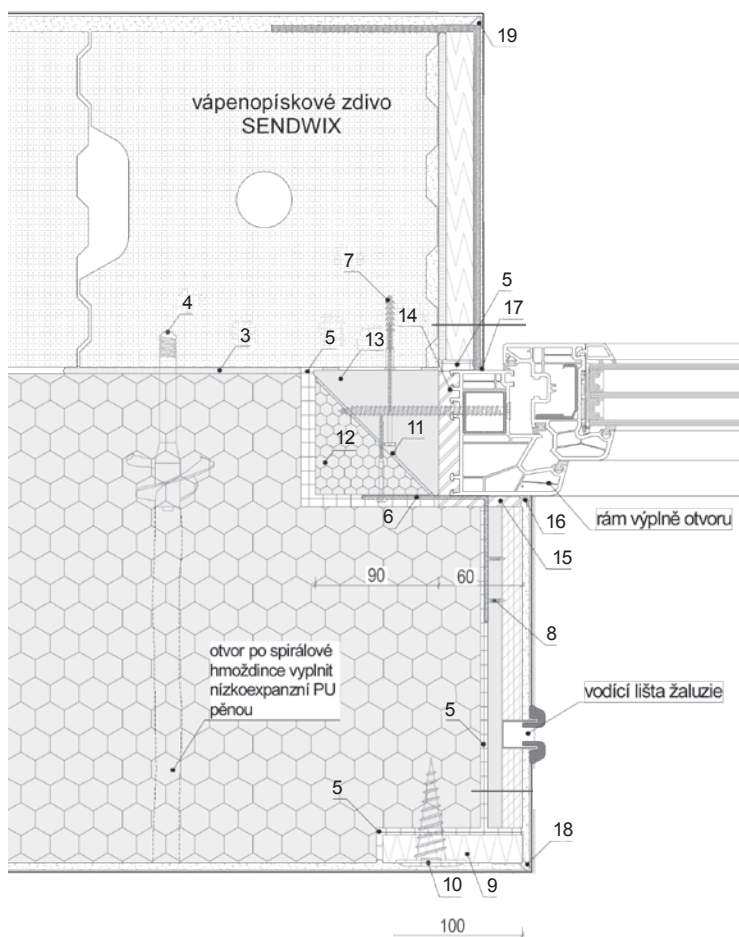 19
vápenopískové zdivo
SENDWIX
7
5
4
14
17
3
5
13
12
11
6
16
rám výplně otvoru
15
90
60
8
otvor po spirálové
hmoždince vyplnit
nízkoexpanzní PU
pěnou
5
vodící lišta žaluzie
5
18
10
9
100